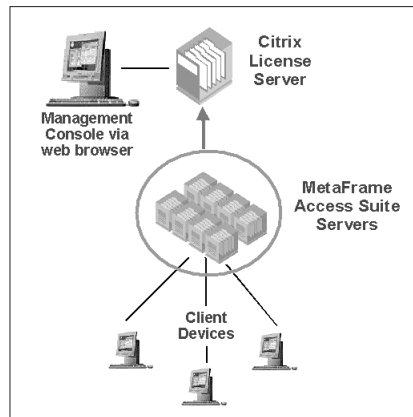 Citrix
License
Server
Management
Console via
web browser
MetaFrame
Access Suite
Servers
Client
Devices